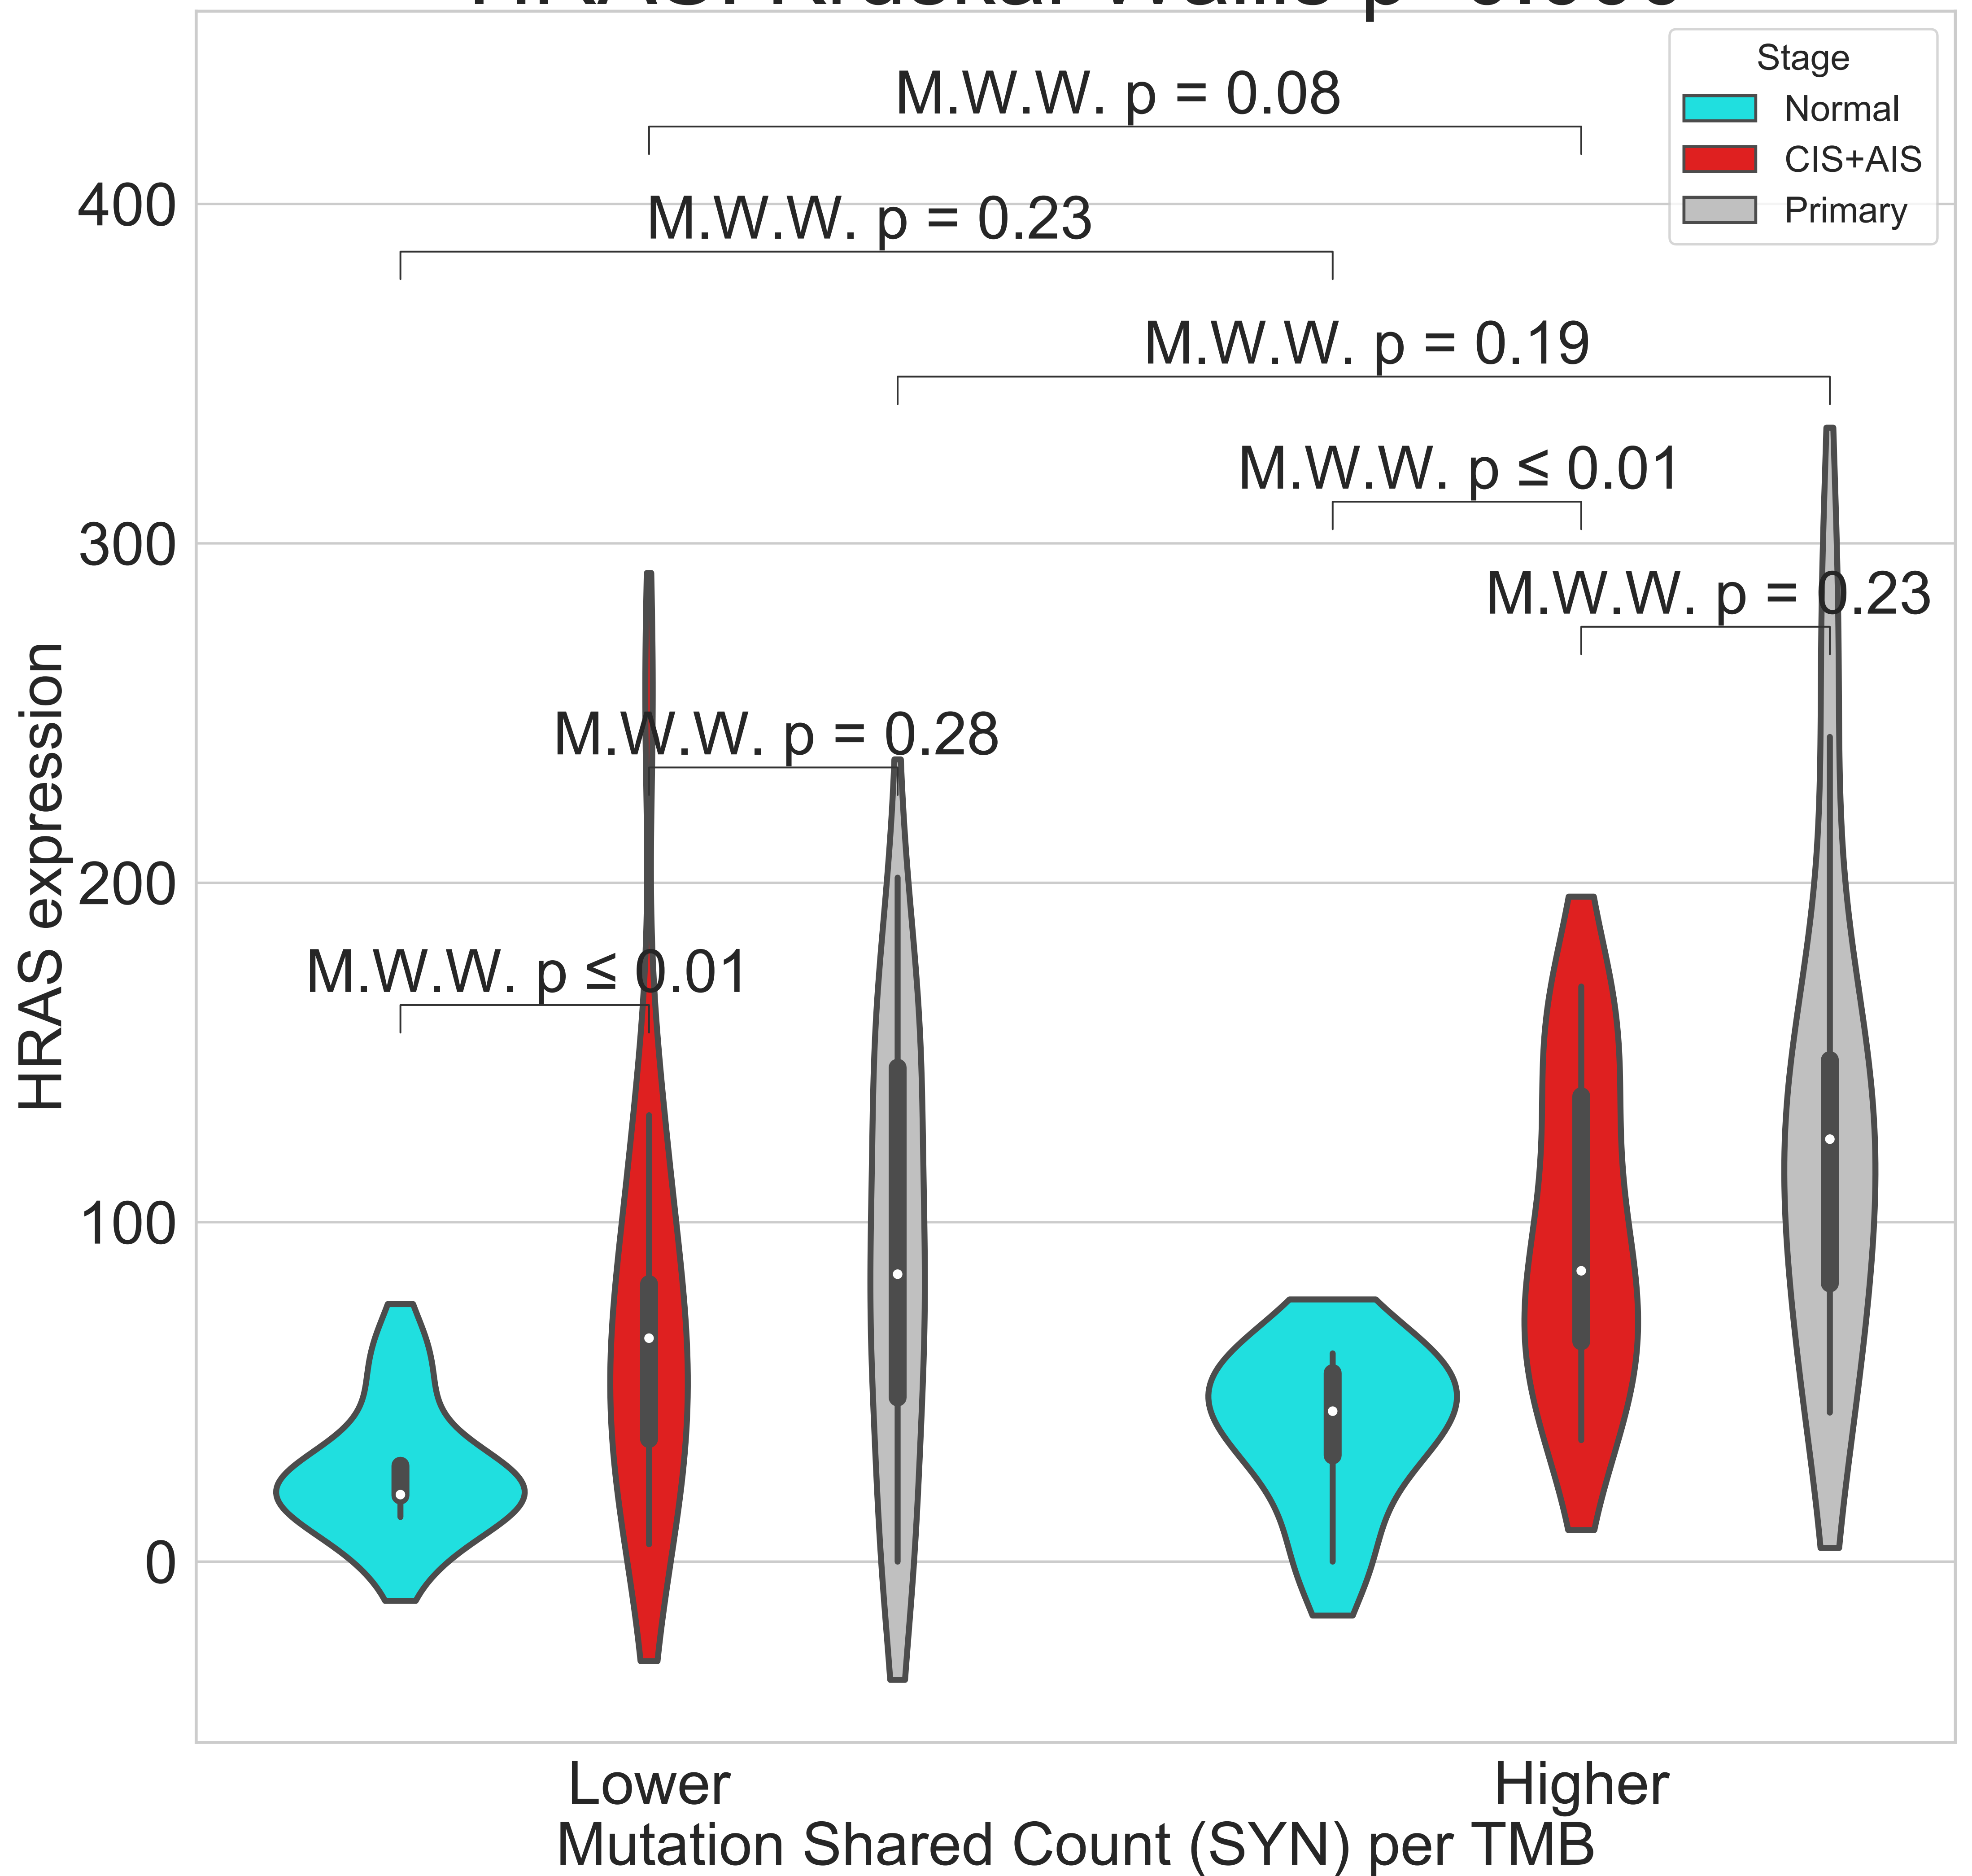 Stage
Normal
CIS+AIS
Primary
M.W.W. p = 0.08
M.W.W. p = 0.23
M.W.W. p = 0.19
M.W.W. p ≤ 0.01
M.W.W. p = 0.23
M.W.W. p = 0.28
M.W.W. p ≤ 0.01
400
300
200
100
0
HRAS expression
Lower
Higher
Mutation Shared Count (SYN) per TMB